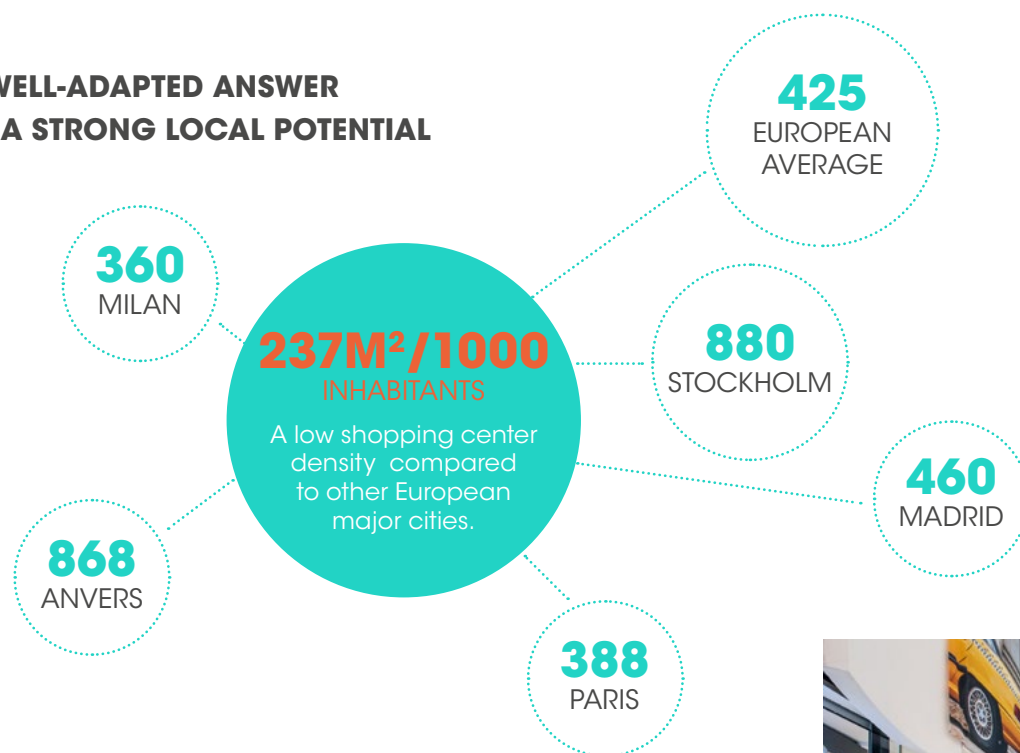 WELL-ADAPTED ANSWER
A STRONG LOCAL POTENTIAL
425
EUROPEAN
AVERAGE
360
MILAN
237M²/1000
INHABITANTS
A low shopping center
density compared
to other European
major cities.
880
STOCKHOLM
460
MADRID
868
ANVERS
388
PARIS